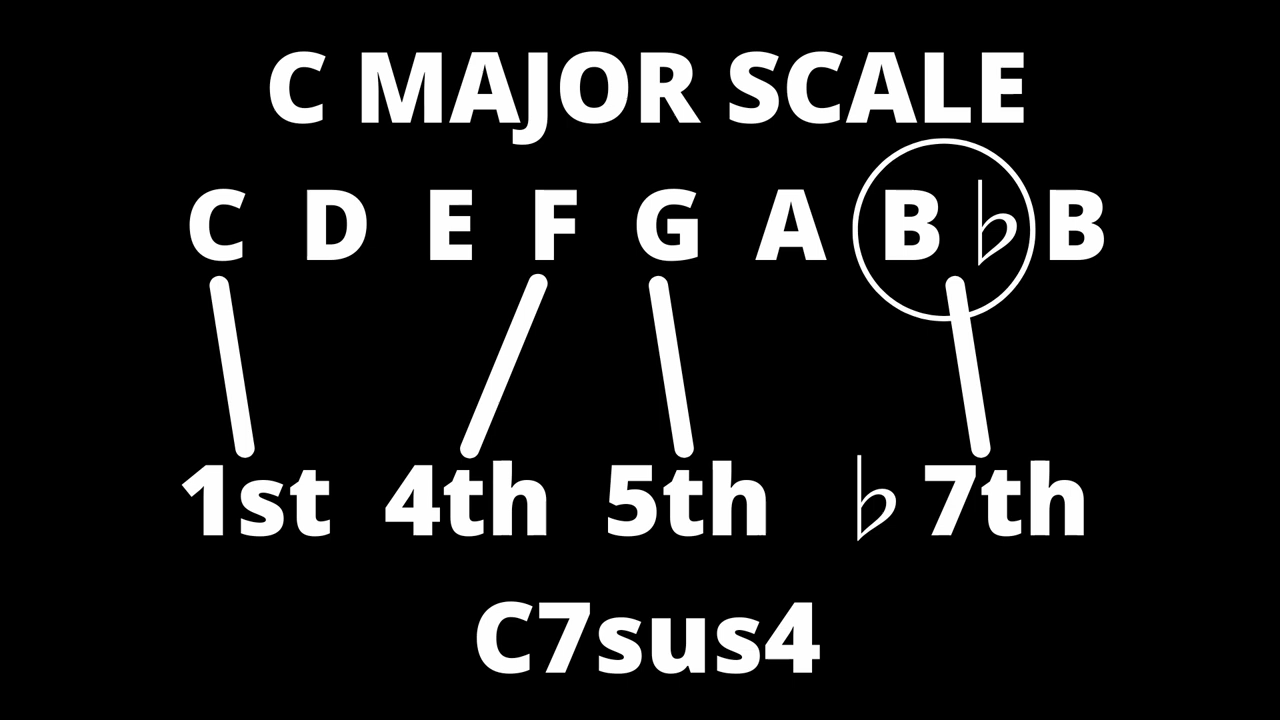 C MAJOR SCALE
C D E F G A B♭ B
1st 4th 5th ♭7th
C7sus4